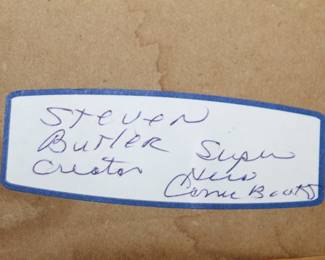 STEVEN
BUTLER Super
Creator Hero
Comic Books